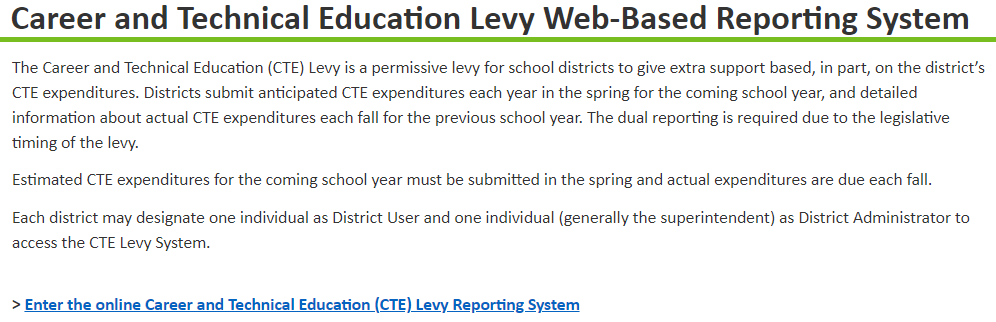 Career and Technical Education Levy Web-Based Reporting System
The Career and Technical Education (CTE) Levy is a permissive levy for school districts to give extra support based, in part, on the district's
CTE expenditures. Districts submit anticipated CTE expenditures each year in the spring for the coming school year, and detailed
information about actual CTE expenditures each fall for the previous school year. The dual reporting is required due to the legislative
timing of the levy.
Estimated CTE expenditures for the coming school year must be submitted in the spring and actual expenditures are due each fall.
Each district may designate one individual as District User and one individual (generally the superintendent) as District Administrator to
access the CTE Levy System.
> Enter the online Career and Technical Education (CTE) Levy Reporting System